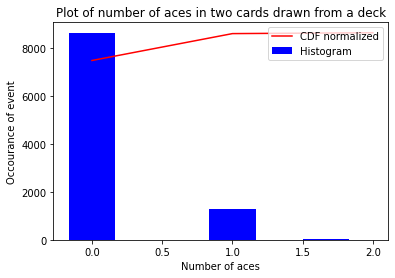 Plot of number of aces in two cards drawn from a deck
CDF normalized
Histogram
8000
6000
4000
2000
0
Occourance of event
0.0 0.5 1.0 1.5 2.0
Number of aces